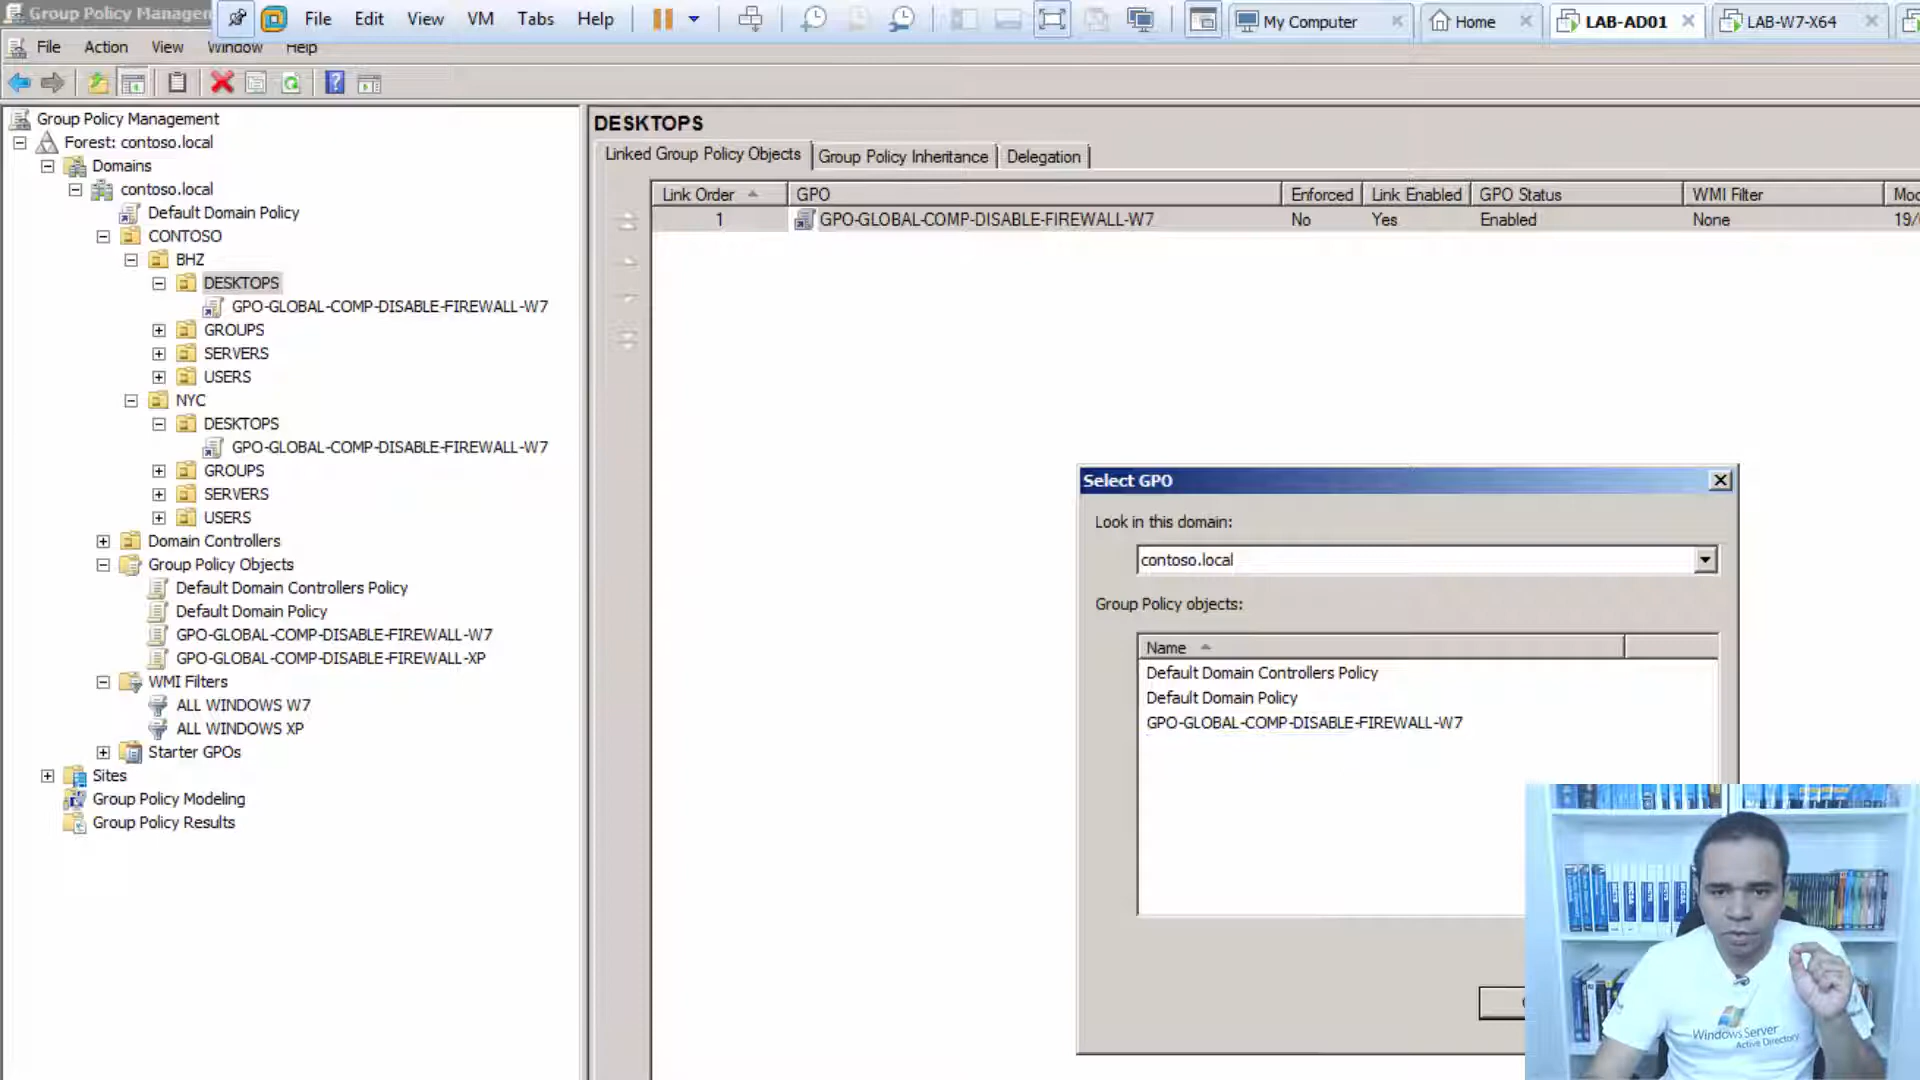 Group Policy Management
File Edit View VM Tabs Help
My Computer
Home
LAB-AD01
LAB-W7-X64
File Action View Window Help
Group Policy Management
Forest: contoso.local
Domains
contoso.local
Default Domain Policy
CONTOSO
BHZ
DESKTOPS
GPO-GLOBAL-COMP-DISABLE-FIREWALL-W7
GROUPS
SERVERS
USERS
NYC
DESKTOPS
GPO-GLOBAL-COMP-DISABLE-FIREWALL-W7
GROUPS
SERVERS
USERS
Domain Controllers
Group Policy Objects
Default Domain Controllers Policy
Default Domain Policy
GPO-GLOBAL-COMP-DISABLE-FIREWALL-W7
GPO-GLOBAL-COMP-DISABLE-FIREWALL-XP
WMI Filters
ALL WINDOWS W7
ALL WINDOWS XP
Starter GPOs
Sites
Group Policy Modeling
Group Policy Results
DESKTOPS
Linked Group Policy Objects Group Policy Inheritance Delegation
Link Order GPO Enforced Link Enabled GPO Status WMI Filter
1 GPO-GLOBAL-COMP-DISABLE-FIREWALL-W7 No Yes Enabled None 19/
Select GPO
Look in this domain:
contoso.local
Group Policy objects:
Name
Default Domain Controllers Policy
Default Domain Policy
GPO-GLOBAL-COMP-DISABLE-FIREWALL-W7
Windows Server
Active Directory